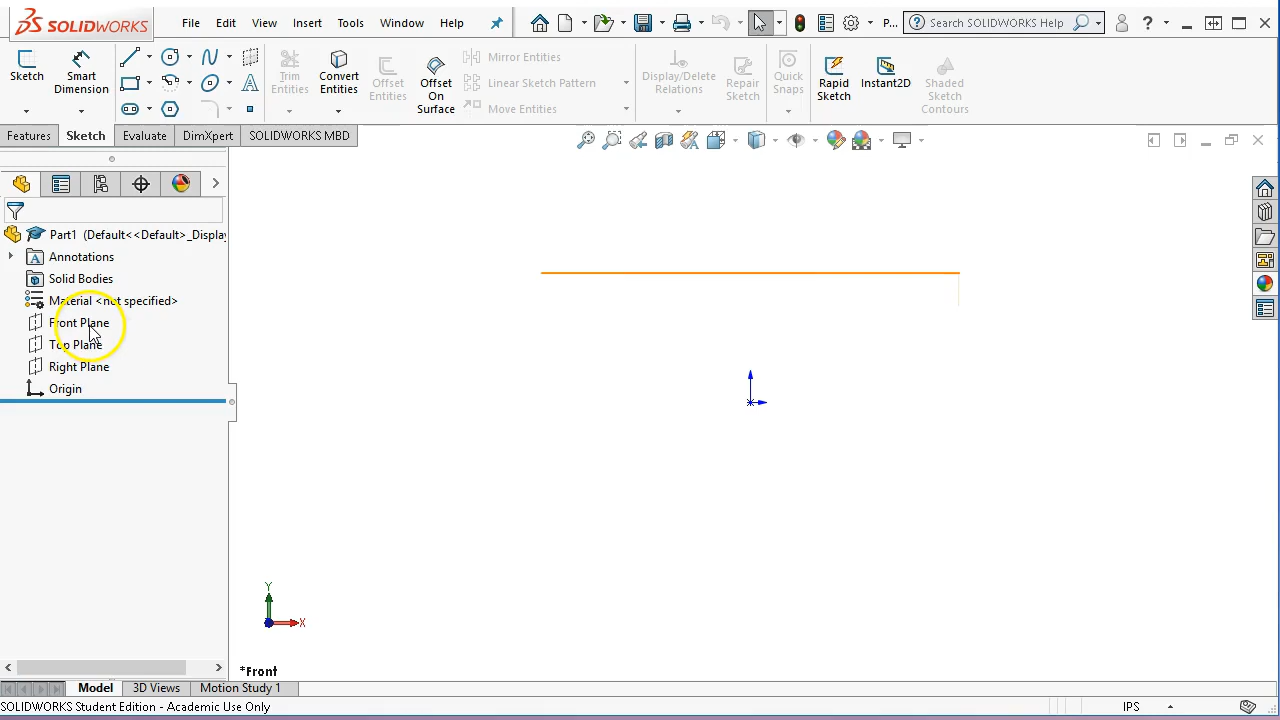 SOLIDWORKS File Edit View Insert Tools Window Help P... Search SOLIDWORKS Help ?
Sketch Smart Dimension Trim Entities Convert Entities Offset Entities Offset On Surface Mirror Entities Linear Sketch Pattern Move Entities Display/Delete Relations Repair Sketch Quick Snaps Rapid Sketch Instant2D Shaded Sketch Contours
Features Sketch Evaluate DimXpert SOLIDWORKS MBD
Part1 (Default<<Default>_Display
Annotations
Solid Bodies
Material <not specified>
Front Plane
Top Plane
Right Plane
Origin
Y
X
*Front
Model 3D Views Motion Study 1
SOLIDWORKS Student Edition - Academic Use Only IPS